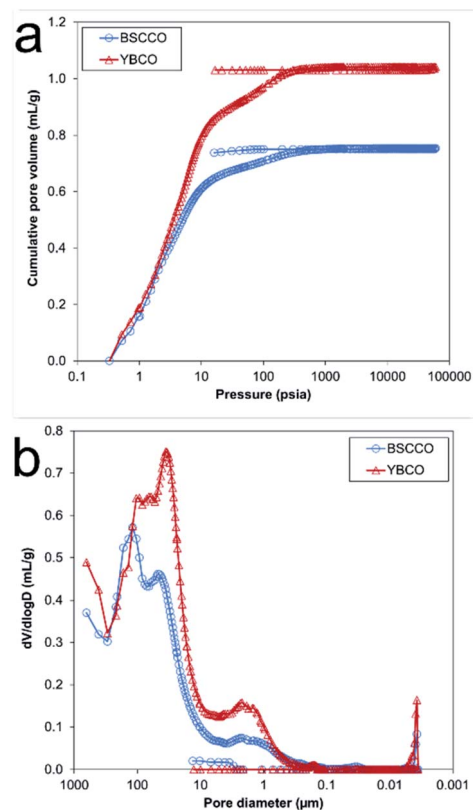 a
BSCCO
YBCO
Cumulative pore volume (mL/g)
1.2
1.0
0.8
0.6
0.4
0.2
0.0
0.1 1 10 100 1000 10000 100000
Pressure (psia)
b
BSCCO
YBCO
dV/dlogD (mL/g)
0.8
0.7
0.6
0.5
0.4
0.3
0.2
0.1
0
1000 100 10 1 0.1 0.01 0.001
Pore diameter (µm)